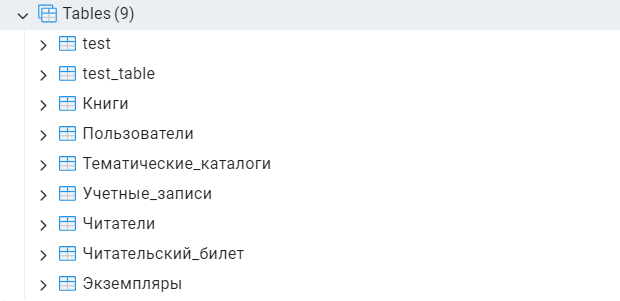 Tables (9)
test
test_table
Книги
Пользователи
Тематические_каталоги
Учетные_записи
Читатели
Читательский_билет
Экземпляры